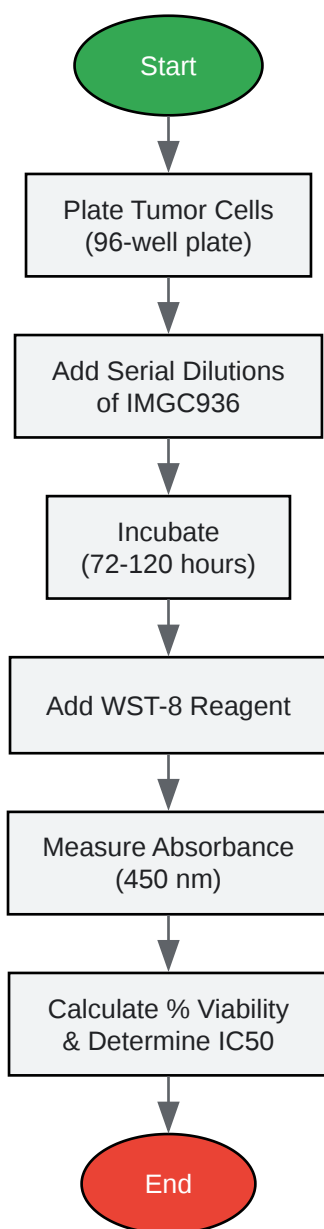 Start
Plate Tumor Cells
(96-well plate)
Add Serial Dilutions
of IMGC936
Incubate
(72-120 hours)
Add WST-8 Reagent
Measure Absorbance
(450 nm)
Calculate % Viability
& Determine IC50
End